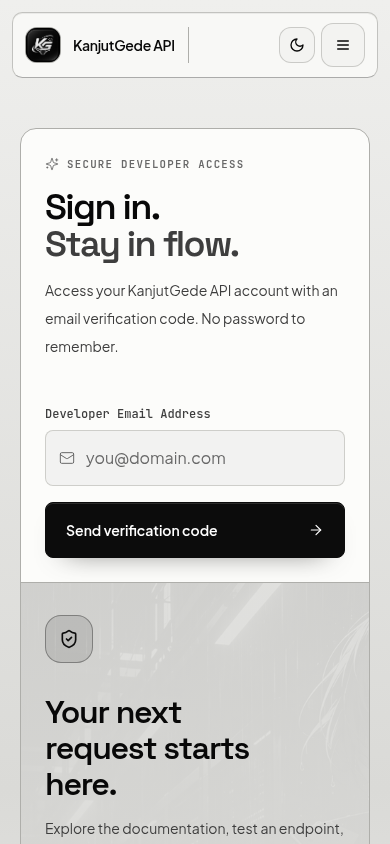 KG
KanjutGede API
SECURE DEVELOPER ACCESS
Sign in.
Stay in flow.
Access your KanjutGede API account with an
email verification code. No password to
remember.
Developer Email Address
you@domain.com
Send verification code
Your next
request starts
here.
Explore the documentation, test an endpoint,